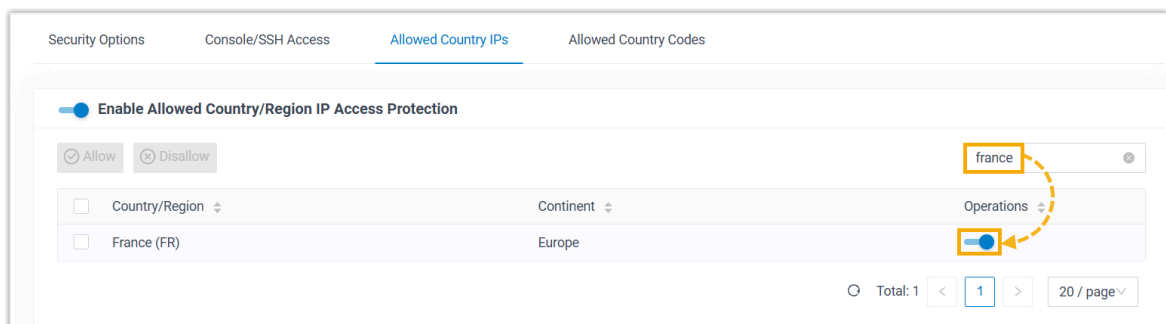 Security Options Console/SSH Access Allowed Country IPs Allowed Country Codes
Enable Allowed Country/Region IP Access Protection
Allow Disallow france
Country/Region Continent Operations
France (FR) Europe
Total: 1 < 1 > 20 / page